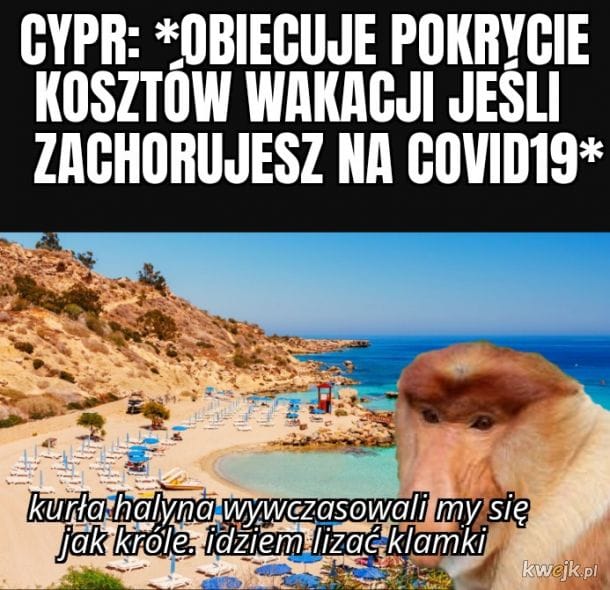 CYPR: *OBIECUJE POKRYCIE
KOSZTÓW WAKACJI JEŚLI
ZACHORUJESZ NA COVID19*
kurła halyna wywczasowali my się
jak króle. idziem lizać klamki
kwejk.pl